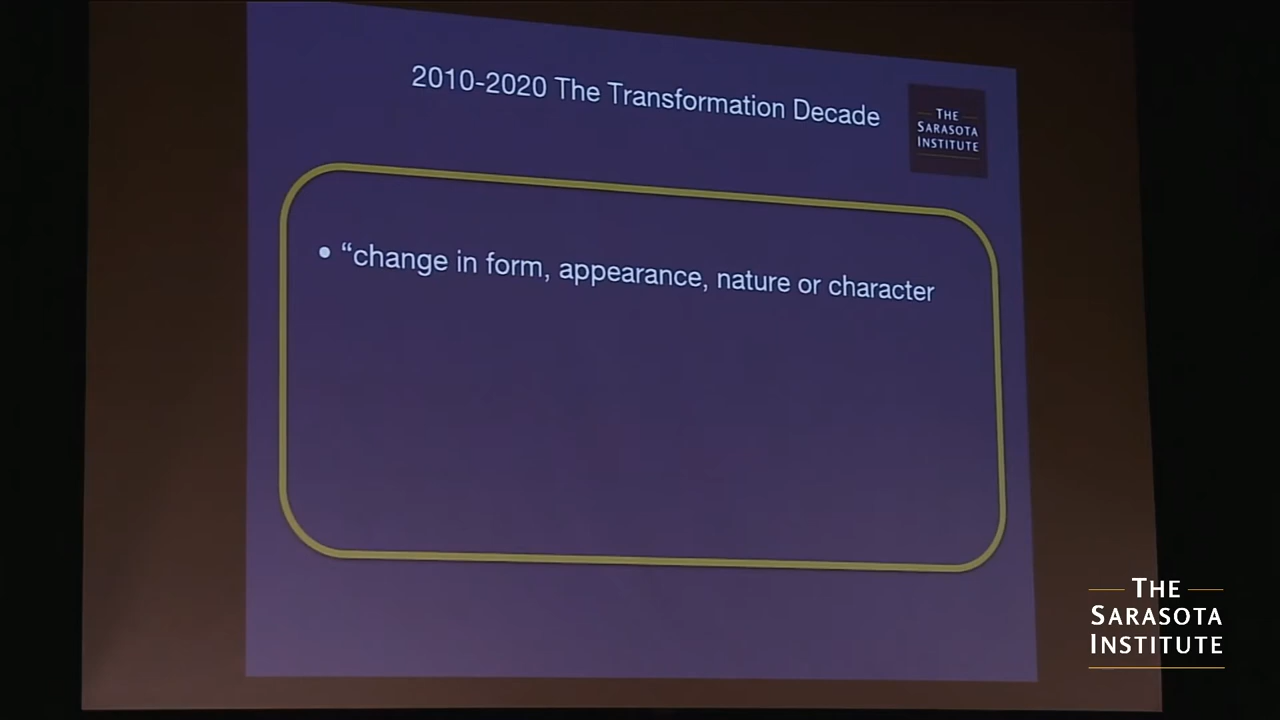 2010-2020 The Transformation Decade
THE
SARASOTA
INSTITUTE
• “change in form, appearance, nature or character
THE
SARASOTA
INSTITUTE